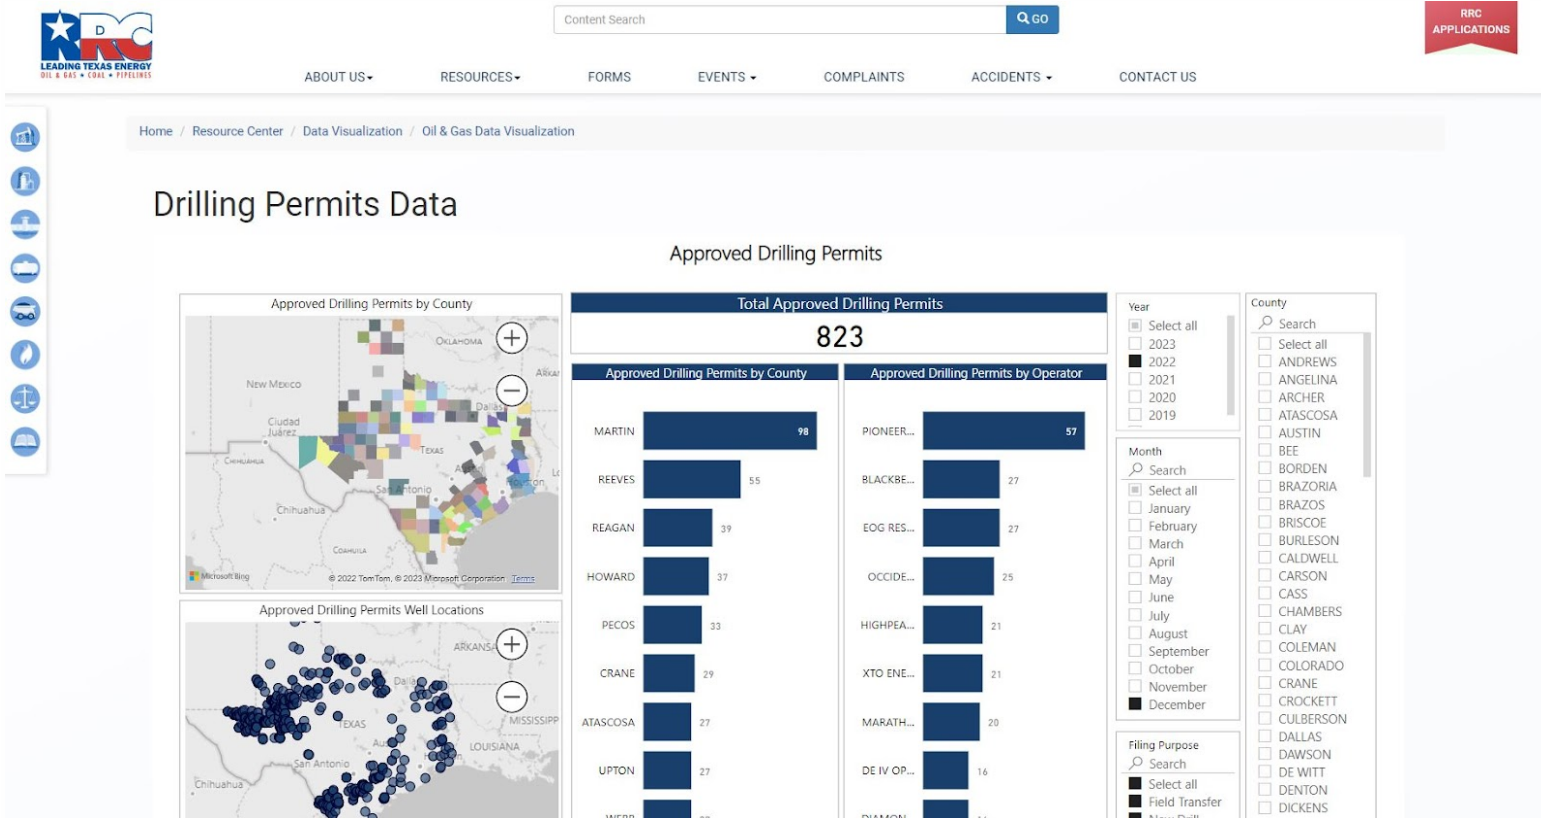 RRC
LEADING TEXAS ENERGY
OIL & GAS • COAL • PIPELINES
Content Search
GO
RRC
APPLICATIONS
ABOUT US
RESOURCES
FORMS
EVENTS
COMPLAINTS
ACCIDENTS
CONTACT US
Home / Resource Center / Data Visualization / Oil & Gas Data Visualization
Drilling Permits Data
Approved Drilling Permits
Approved Drilling Permits by County
OKLAHOMA
New Mexico
Dallas
Ciudad
Juárez
TEXAS
CHIHUAHUA
San Antonio
Houston
Chihuahua
COAHUILA
Microsoft Bing
© 2022 TomTom, © 2023 Microsoft Corporation Terms
Approved Drilling Permits Well Locations
Dallas
MISSISSIPP
TEXAS
LOUISIANA
San Antonio
Chihuahua
Total Approved Drilling Permits
823
Approved Drilling Permits by County
MARTIN 98
REEVES 55
REAGAN 39
HOWARD 37
PECOS 33
CRANE 29
ATASCOSA 27
UPTON 27
WEBB
Approved Drilling Permits by Operator
PIONEER... 57
BLACKBE... 27
EOG RES... 27
OCCIDE... 25
HIGHPEA... 21
XTO ENE... 21
MARATH... 20
DE IV OP... 16
DIAMON...
Year
Select all
2023
2022
2021
2020
2019
Month
Search
Select all
January
February
March
April
May
June
July
August
September
October
November
December
Filing Purpose
Search
Select all
Field Transfer
New Drill
County
Search
Select all
ANDREWS
ANGELINA
ARCHER
ATASCOSA
AUSTIN
BEE
BORDEN
BRAZORIA
BRAZOS
BRISCOE
BURLESON
CALDWELL
CARSON
CASS
CHAMBERS
CLAY
COLEMAN
COLORADO
CRANE
CROCKETT
CULBERSON
DALLAS
DAWSON
DE WITT
DENTON
DICKENS